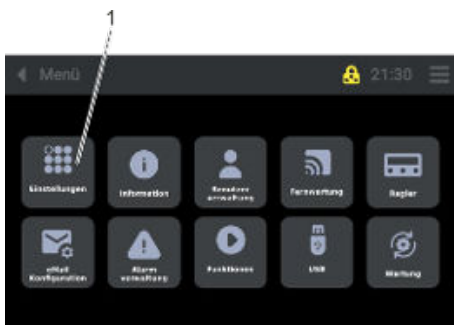 1
Menü 21:30
Einstellungen Information Benutzer Fernwartung Regler
verwaltung
eMail Alarm Funktionen USB Wartung
Konfiguration verwaltung